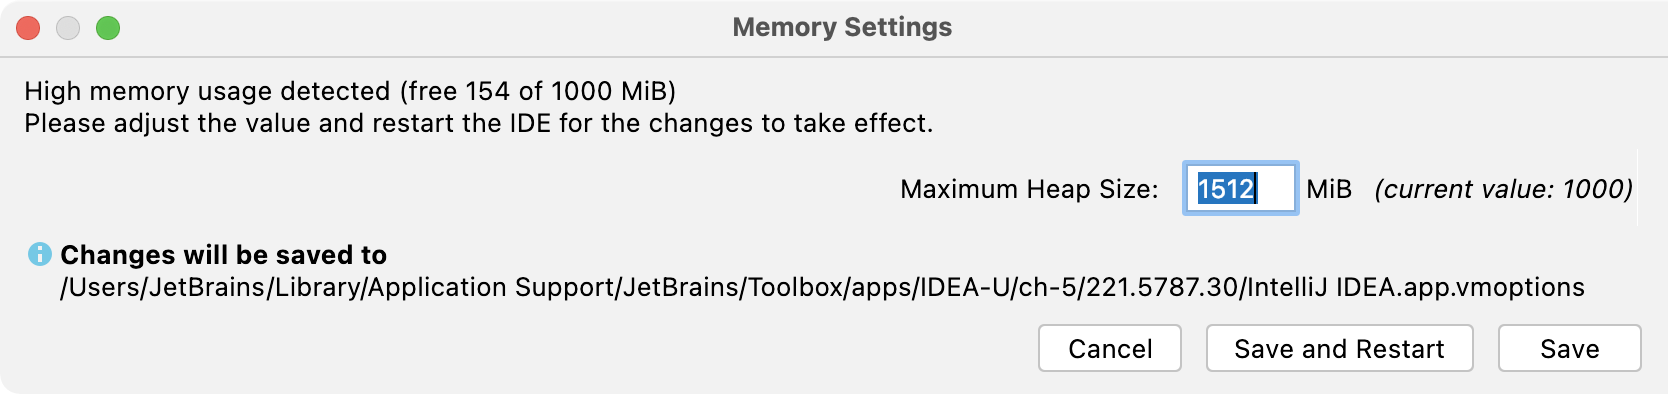 Memory Settings
High memory usage detected (free 154 of 1000 MiB)
Please adjust the value and restart the IDE for the changes to take effect.
Maximum Heap Size: 1512 MiB (current value: 1000)
Changes will be saved to
/Users/JetBrains/Library/Application Support/JetBrains/Toolbox/apps/IDEA-U/ch-5/221.5787.30/IntelliJ IDEA.app.vmoptions
Cancel Save and Restart Save